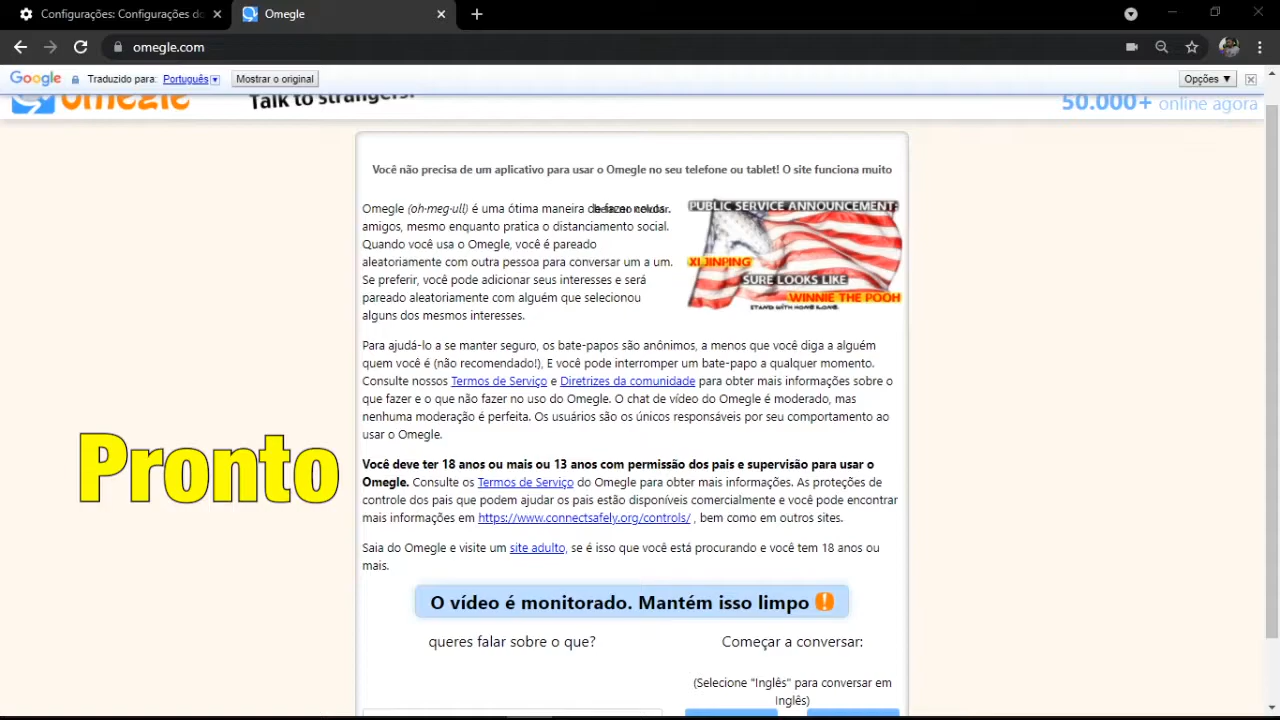 Configurações: Configurações do
Omegle
omegle.com
Google
Traduzido para: Português
Mostrar o original
Opções ▼
omegle
Talk to strangers!
50.000+ online agora
Você não precisa de um aplicativo para usar o Omegle no seu telefone ou tablet! O site funciona muito
Omegle (oh-meg-ull) é uma ótima maneira de fazer novos
amigos, mesmo enquanto pratica o distanciamento social.
Quando você usa o Omegle, você é pareado
aleatoriamente com outra pessoa para conversar um a um.
Se preferir, você pode adicionar seus interesses e será
pareado aleatoriamente com alguém que selecionou
alguns dos mesmos interesses.
PUBLIC SERVICE ANNOUNCEMENT:
XI JINPING
SURE LOOKS LIKE
WINNIE THE POOH
STAND WITH HONG KONG.
Para ajudá-lo a se manter seguro, os bate-papos são anônimos, a menos que você diga a alguém
quem você é (não recomendado!), E você pode interromper um bate-papo a qualquer momento.
Consulte nossos Termos de Serviço e Diretrizes da comunidade para obter mais informações sobre o
que fazer e o que não fazer no uso do Omegle. O chat de vídeo do Omegle é moderado, mas
nenhuma moderação é perfeita. Os usuários são os únicos responsáveis por seu comportamento ao
usar o Omegle.
Pronto
Você deve ter 18 anos ou mais ou 13 anos com permissão dos pais e supervisão para usar o
Omegle. Consulte os Termos de Serviço do Omegle para obter mais informações. As proteções de
controle dos pais que podem ajudar os pais estão disponíveis comercialmente e você pode encontrar
mais informações em https://www.connectsafely.org/controls/ , bem como em outros sites.
Saia do Omegle e visite um site adulto, se é isso que você está procurando e você tem 18 anos ou
mais.
O vídeo é monitorado. Mantém isso limpo !
queres falar sobre o que?
Começar a conversar:
(Selecione "Inglês" para conversar em
Inglês)